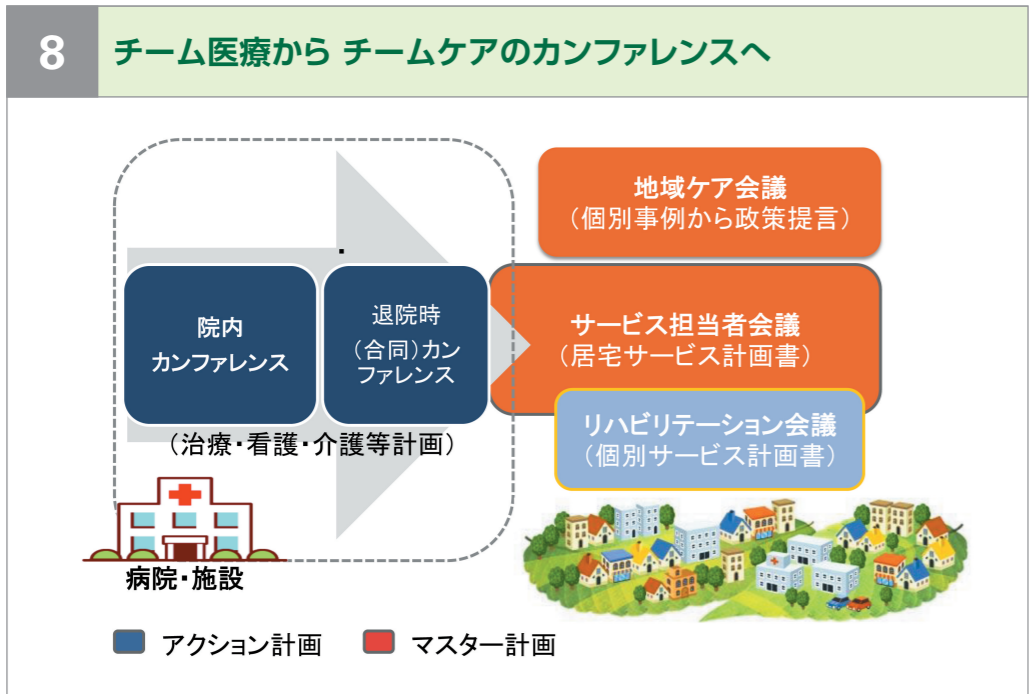 8
チーム医療から チームケアのカンファレンスへ
地域ケア会議
（個別事例から政策提言）
院内
カンファレンス
退院時
（合同）カン
ファレンス
サービス担当者会議
（居宅サービス計画書）
リハビリテーション会議
（個別サービス計画書）
（治療・看護・介護等計画）
病院・施設
アクション計画
マスター計画